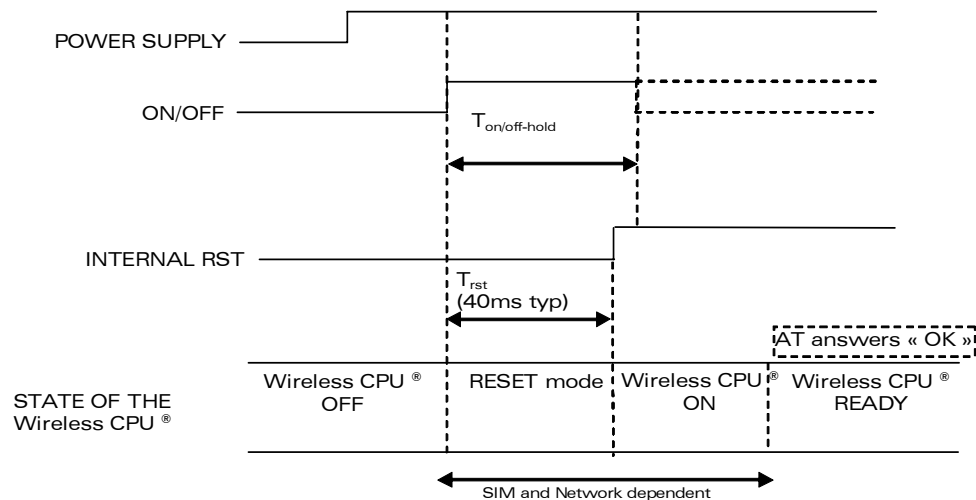 POWER SUPPLY
ON/OFF
Ton/off-hold
INTERNAL RST
Trst
(40ms typ)
AT answers « OK »
STATE OF THE
Wireless CPU ®
Wireless CPU ®
OFF
RESET mode
Wireless CPU ®
ON
Wireless CPU ®
READY
SIM and Network dependent